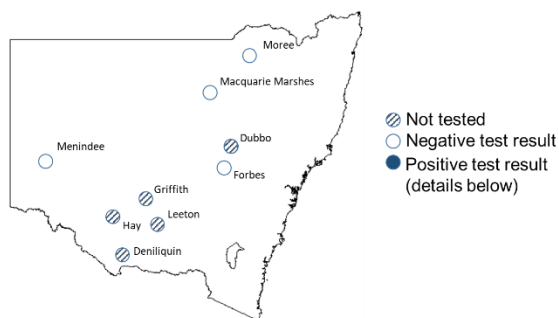 Moree
Macquarie Marshes
Dubbo
Menindee
Forbes
Griffith
Leeton
Hay
Deniliquin
Not tested
Negative test result
Positive test result
(details below)